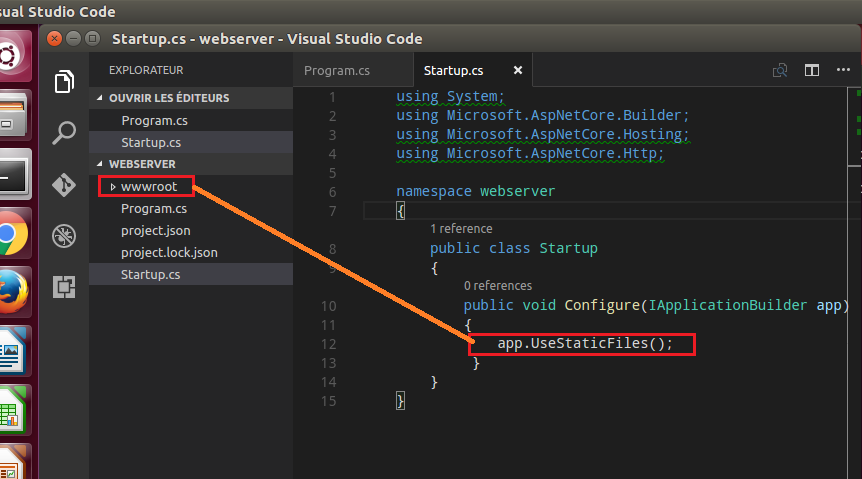 sual Studio Code
Startup.cs - webserver - Visual Studio Code
EXPLORATEUR
OUVRIR LES ÉDITEURS
Program.cs
Startup.cs
WEBSERVER
wwwroot
Program.cs
project.json
project.lock.json
Startup.cs
Program.cs Startup.cs
1 using System;
2 using Microsoft.AspNetCore.Builder;
3 using Microsoft.AspNetCore.Hosting;
4 using Microsoft.AspNetCore.Http;
5
6 namespace webserver
7 {
1 reference
8 public class Startup
9 {
0 references
10 public void Configure(IApplicationBuilder app)
11 {
12 app.UseStaticFiles();
13 }
14 }
15 }